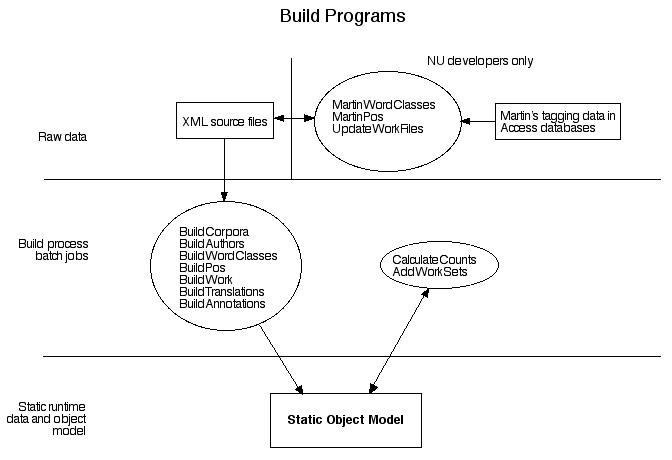 Build Programs
NU developers only
Raw data
XML source files
MartinWordClasses
MartinPos
UpdateWorkFiles
Martin's tagging data in
Access databases
Build process
batch jobs
BuildCorpora
BuildAuthors
BuildWordClasses
BuildPos
BuildWork
BuildTranslations
BuildAnnotations
CalculateCounts
AddWorkSets
Static runtime
data and object
model
Static Object Model